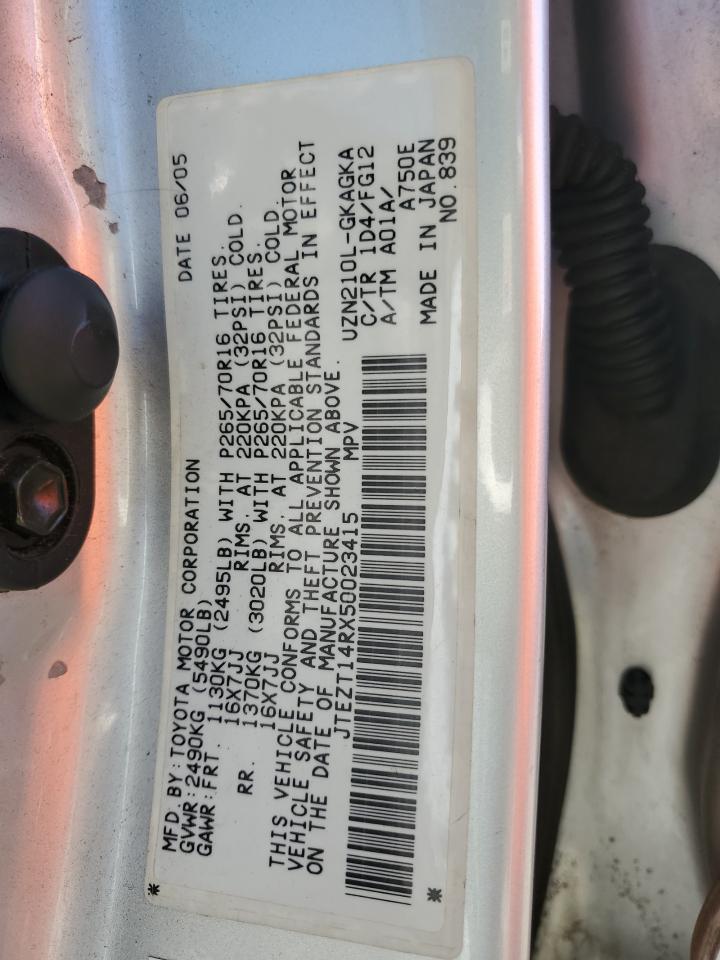 MFD. BY: TOYOTA MOTOR CORPORATION DATE 06/05
GVWR: 2490KG (5490LB)
GAWR: FRT. 1130KG (2495LB) WITH P265/70R16 TIRES.
16X7JJ RIMS. AT 220KPA (32PSI) COLD.
RR. 1370KG (3020LB) WITH P265/70R16 TIRES.
16X7JJ RIMS. AT 220KPA (32PSI) COLD.
THIS VEHICLE CONFORMS TO ALL APPLICABLE FEDERAL MOTOR
VEHICLE SAFETY AND THEFT PREVENTION STANDARDS IN EFFECT
ON THE DATE OF MANUFACTURE SHOWN ABOVE.
JTEZT14RX50023415 MPV UZN210L-GKAGKA
C/TR 1D4/FG12
A/TM A01A/
A750E
MADE IN JAPAN
NO.839